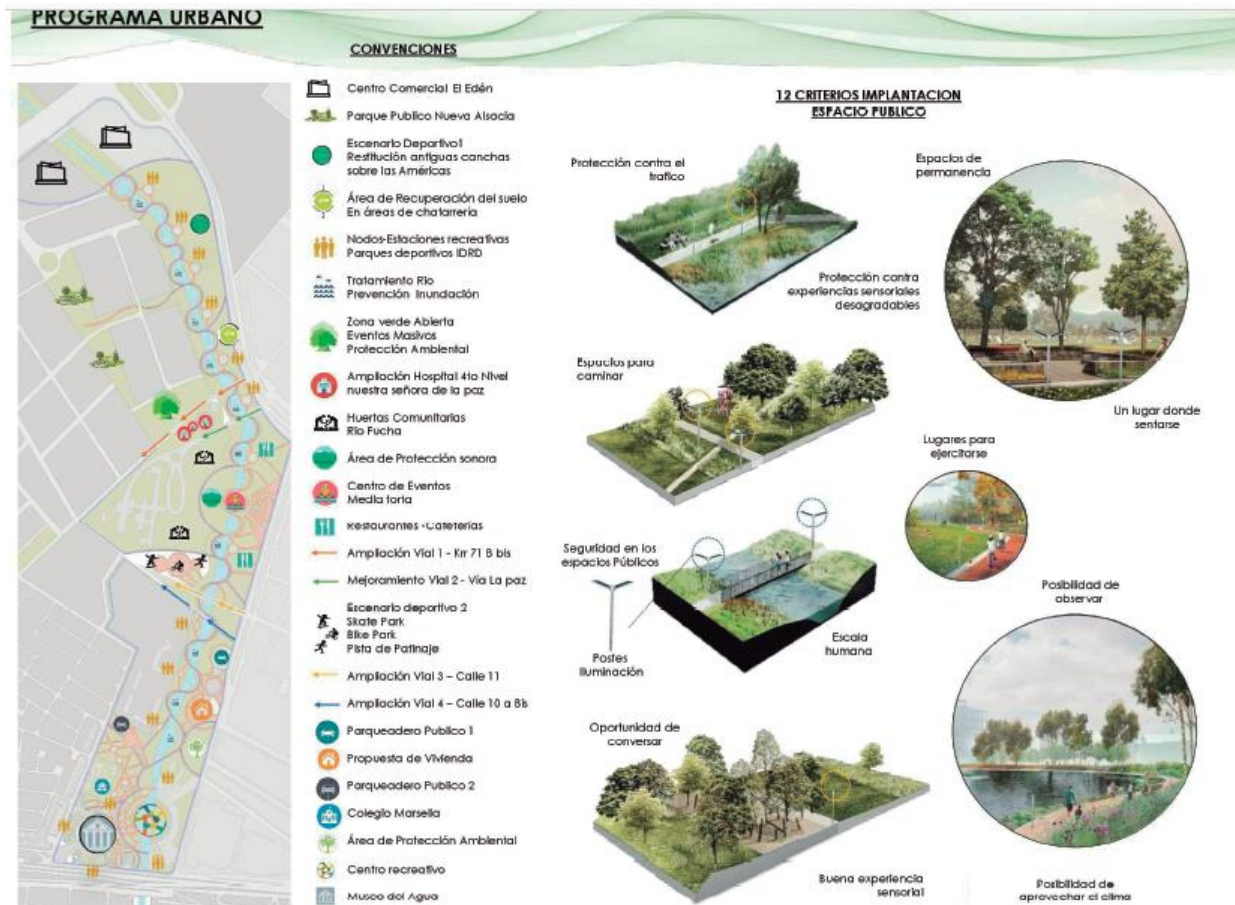 PROGRAMA URBANO
CONVENCIONES
Centro Comercial El Edén
Parque Publico Nueva Alsacia
Escenario Deportivo1
Restitución antiguas canchas
sobre las Américas
Área de Recuperación del suelo
En áreas de chatarrería
Nodos-Estaciones recreativas
Parques deportivos IDRD
Tratamiento Rio
Prevención Inundación
Zona verde Abierta
Eventos Masivos
Protección Ambiental
Ampliación Hospital 4to Nivel
nuestra señora de la paz
Huertas Comunitarias
Rio Fucha
Área de Protección sonora
Centro de Eventos
Media torta
Restaurantes -Cafeterías
Ampliación Vial 1 - Krr 71 B bis
Mejoramiento Vial 2 - Vía La paz
Escenario deportivo 2
Skate Park
Bike Park
Pista de Patinaje
Ampliación Vial 3 – Calle 11
Ampliación Vial 4 – Calle 10 a Bis
Parqueadero Publico 1
Propuesta de Vivienda
Parqueadero Publico 2
Colegio Marsella
Área de Protección Ambiental
Centro recreativo
Museo del Agua
12 CRITERIOS IMPLANTACION
ESPACIO PUBLICO
Protección contra el
trafico
Espacios de
permanencia
Protección contra
experiencias sensoriales
desagradables
Espacios para
caminar
Un lugar donde
sentarse
Lugares para
ejercitarse
Seguridad en los
espacios Públicos
Posibilidad de
observar
Postes
Iluminación
Escala
humana
Oportunidad de
conversar
Buena experiencia
sensorial
Posibilidad de
aprovechar el clima